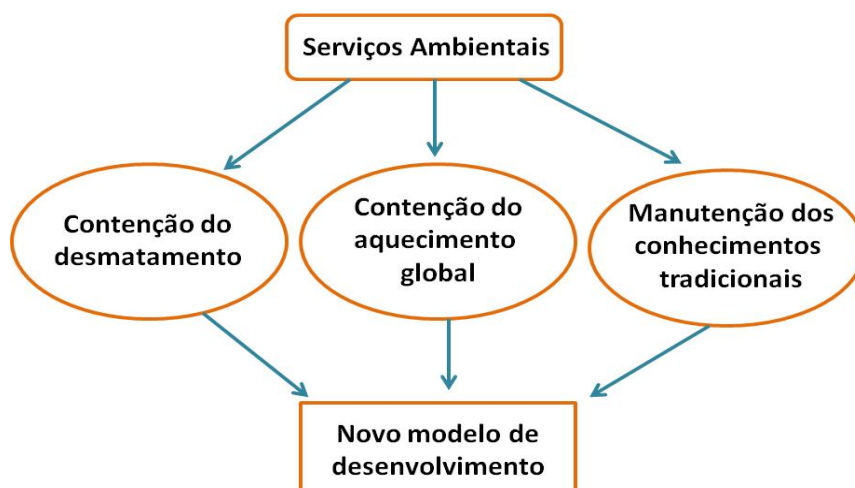 Serviços Ambientais
Contenção do
desmatamento
Contenção do
aquecimento
global
Manutenção dos
conhecimentos
tradicionais
Novo modelo de
desenvolvimento